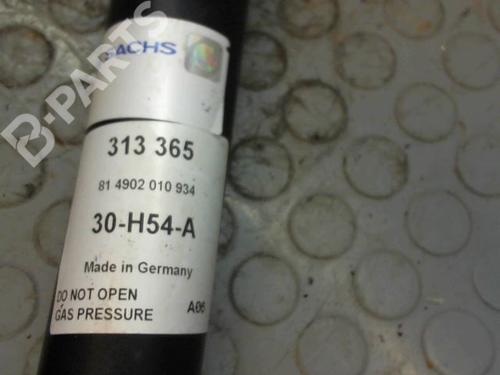 SACHS
313 365
81 4902 010 934
30-H54-A
Made in Germany
DO NOT OPEN
GAS PRESSURE A06
B-PARTS